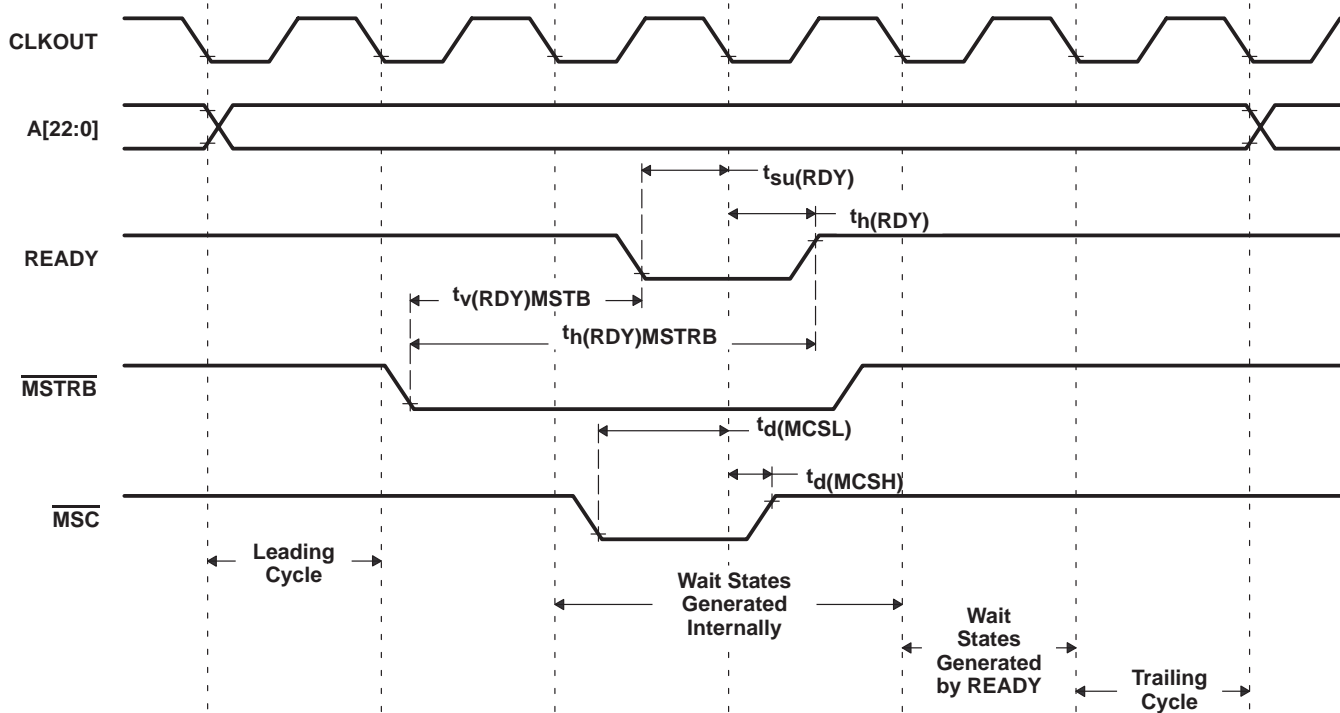 CLKOUT
A[22:0]
tsu(RDY)
th(RDY)
READY
tv(RDY)MSTB
th(RDY)MSTRB
MSTRB
td(MCSL)
td(MCSH)
MSC
Leading
Cycle
Wait States
Generated
Internally
Wait
States
Generated
by READY
Trailing
Cycle